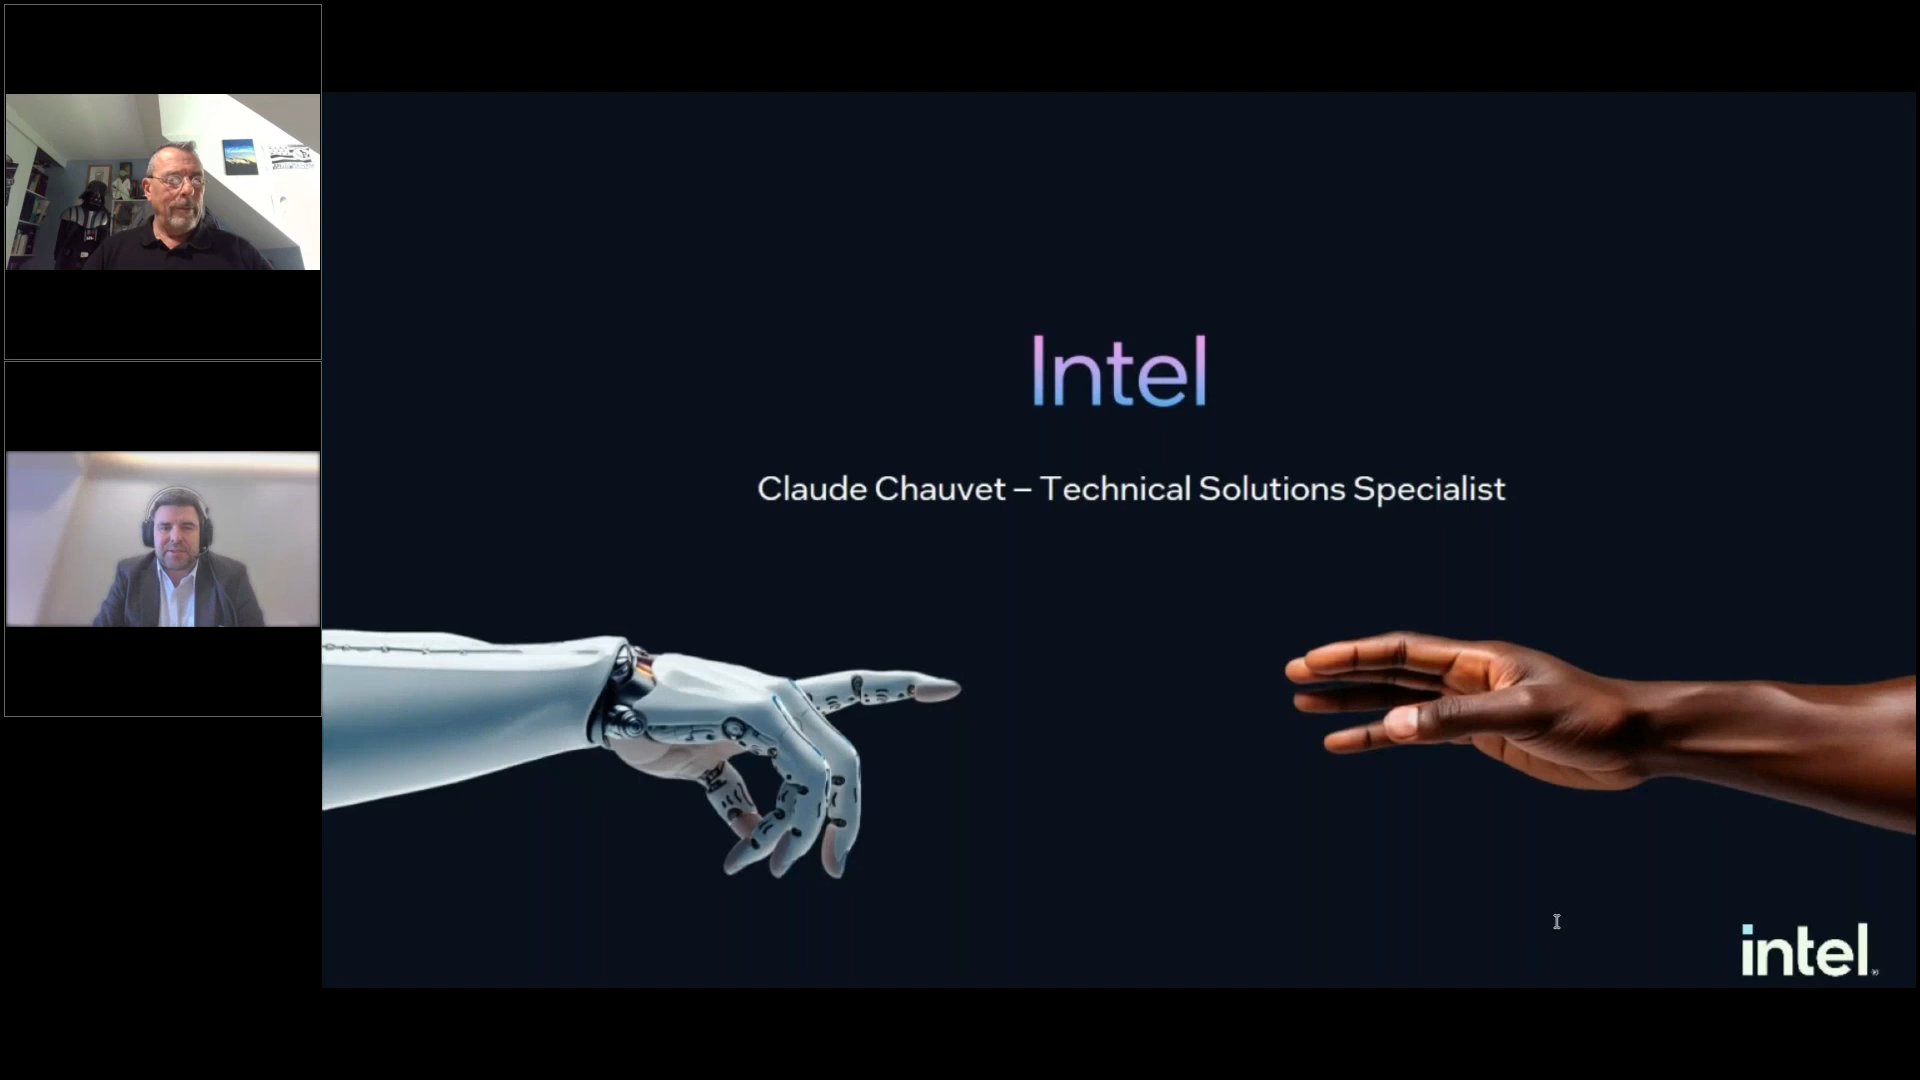 Intel
Claude Chauvet – Technical Solutions Specialist
intel